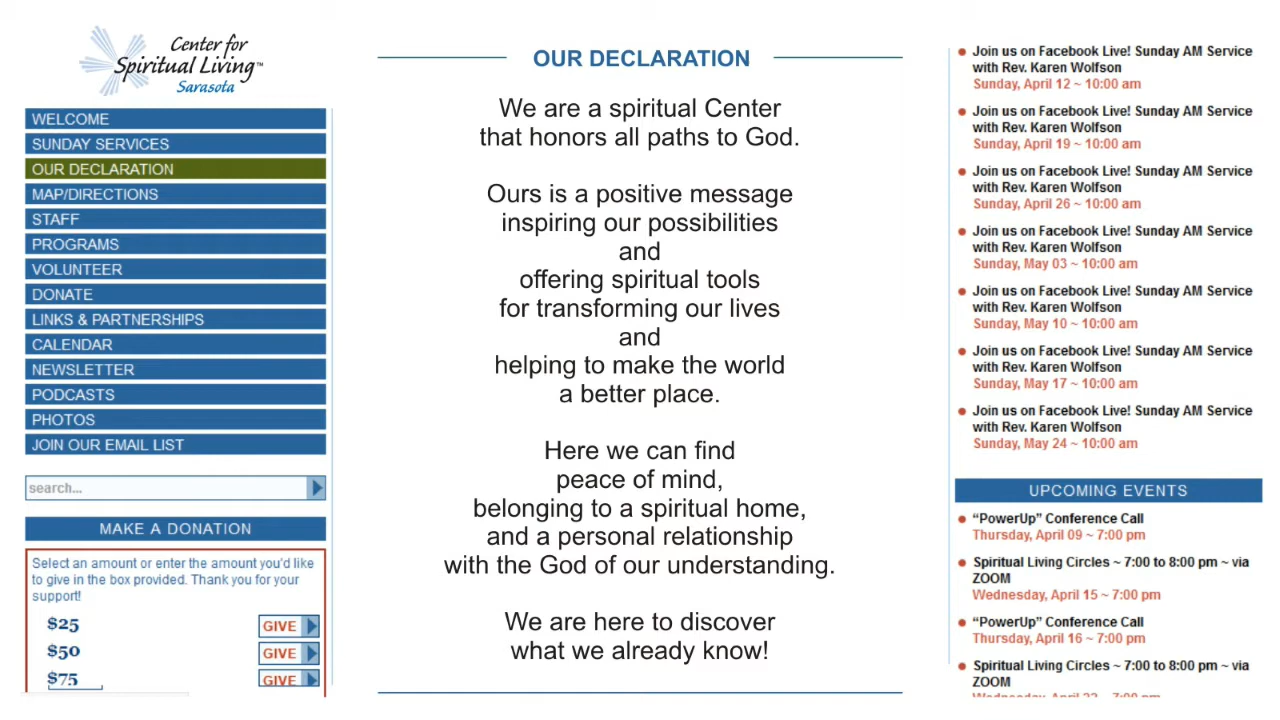 Center for
Spiritual Living™
Sarasota
WELCOME
SUNDAY SERVICES
OUR DECLARATION
MAP/DIRECTIONS
STAFF
PROGRAMS
VOLUNTEER
DONATE
LINKS & PARTNERSHIPS
CALENDAR
NEWSLETTER
PODCASTS
PHOTOS
JOIN OUR EMAIL LIST
search...
MAKE A DONATION
Select an amount or enter the amount you'd like
to give in the box provided. Thank you for your
support!
$25 GIVE
$50 GIVE
$75 GIVE
OUR DECLARATION
We are a spiritual Center
that honors all paths to God.
Ours is a positive message
inspiring our possibilities
and
offering spiritual tools
for transforming our lives
and
helping to make the world
a better place.
Here we can find
peace of mind,
belonging to a spiritual home,
and a personal relationship
with the God of our understanding.
We are here to discover
what we already know!
Join us on Facebook Live! Sunday AM Service
with Rev. Karen Wolfson
Sunday, April 12 ~ 10:00 am
Join us on Facebook Live! Sunday AM Service
with Rev. Karen Wolfson
Sunday, April 19 ~ 10:00 am
Join us on Facebook Live! Sunday AM Service
with Rev. Karen Wolfson
Sunday, April 26 ~ 10:00 am
Join us on Facebook Live! Sunday AM Service
with Rev. Karen Wolfson
Sunday, May 03 ~ 10:00 am
Join us on Facebook Live! Sunday AM Service
with Rev. Karen Wolfson
Sunday, May 10 ~ 10:00 am
Join us on Facebook Live! Sunday AM Service
with Rev. Karen Wolfson
Sunday, May 17 ~ 10:00 am
Join us on Facebook Live! Sunday AM Service
with Rev. Karen Wolfson
Sunday, May 24 ~ 10:00 am
UPCOMING EVENTS
“PowerUp” Conference Call
Thursday, April 09 ~ 7:00 pm
Spiritual Living Circles ~ 7:00 to 8:00 pm ~ via
ZOOM
Wednesday, April 15 ~ 7:00 pm
“PowerUp” Conference Call
Thursday, April 16 ~ 7:00 pm
Spiritual Living Circles ~ 7:00 to 8:00 pm ~ via
ZOOM
Wednesday, April 22 ~ 7:00 pm